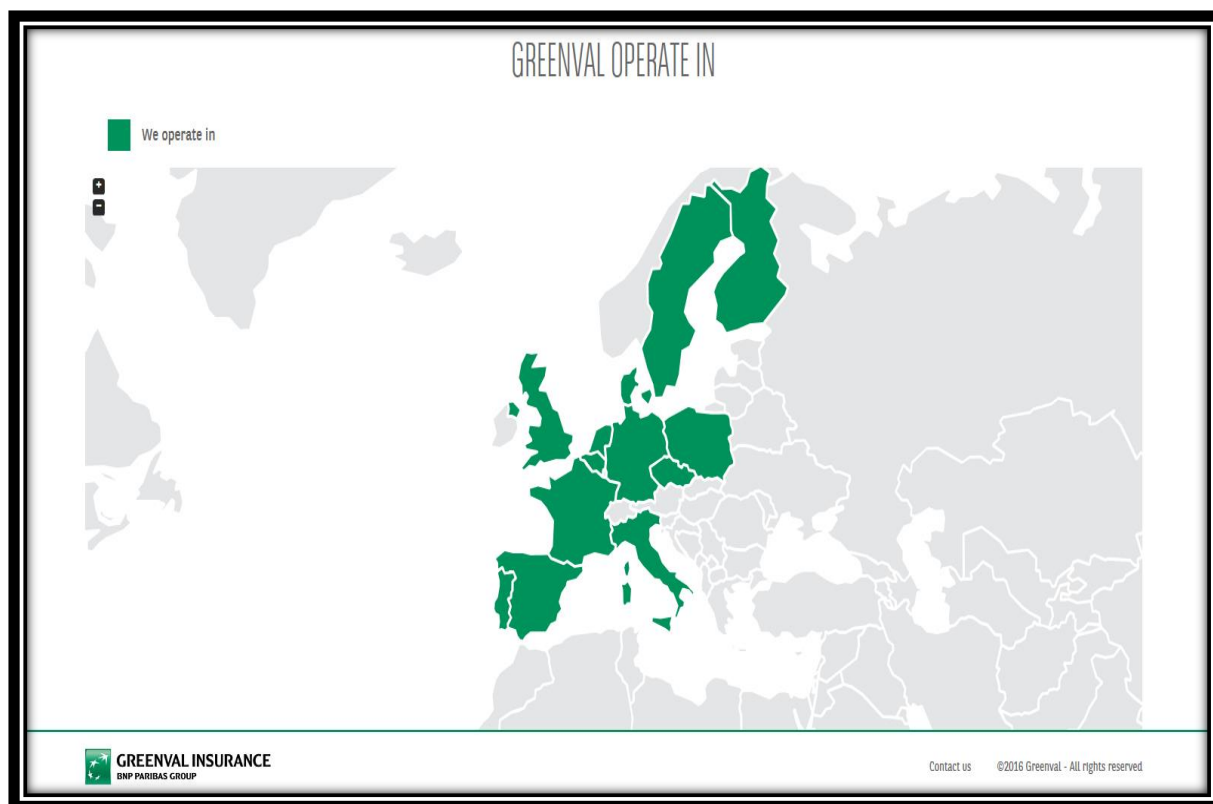 GREENVAL OPERATE IN
We operate in
+
-
GREENVAL INSURANCE
BNP PARIBAS GROUP
Contact us
©2016 Greenval - All rights reserved